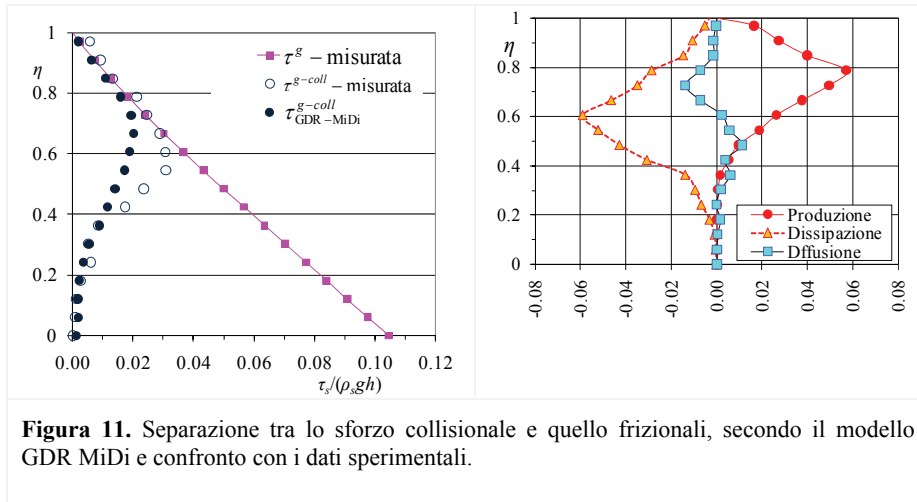 1
0.8
0.6
0.4
0.2
0
η
0.00 0.02 0.04 0.06 0.08 0.10 0.12
τs/(ρsgh)
τ^g – misurata
τ^g-coll – misurata
τ^g-coll GDR–MiDi
1
0.8
0.6
0.4
0.2
0
η
Produzione
Dissipazione
Dffusione
-0.08 -0.06 -0.04 -0.02 0.00 0.02 0.04 0.06 0.08
Figura 11. Separazione tra lo sforzo collisionale e quello frizionali, secondo il modello
GDR MiDi e confronto con i dati sperimentali.